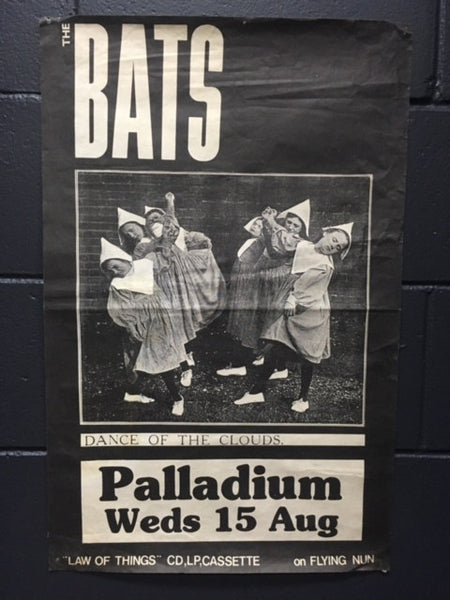 THE
BATS
DANCE OF THE CLOUDS.
Palladium
Weds 15 Aug
"LAW OF THINGS" CD,LP,CASSETTE on FLYING NUN